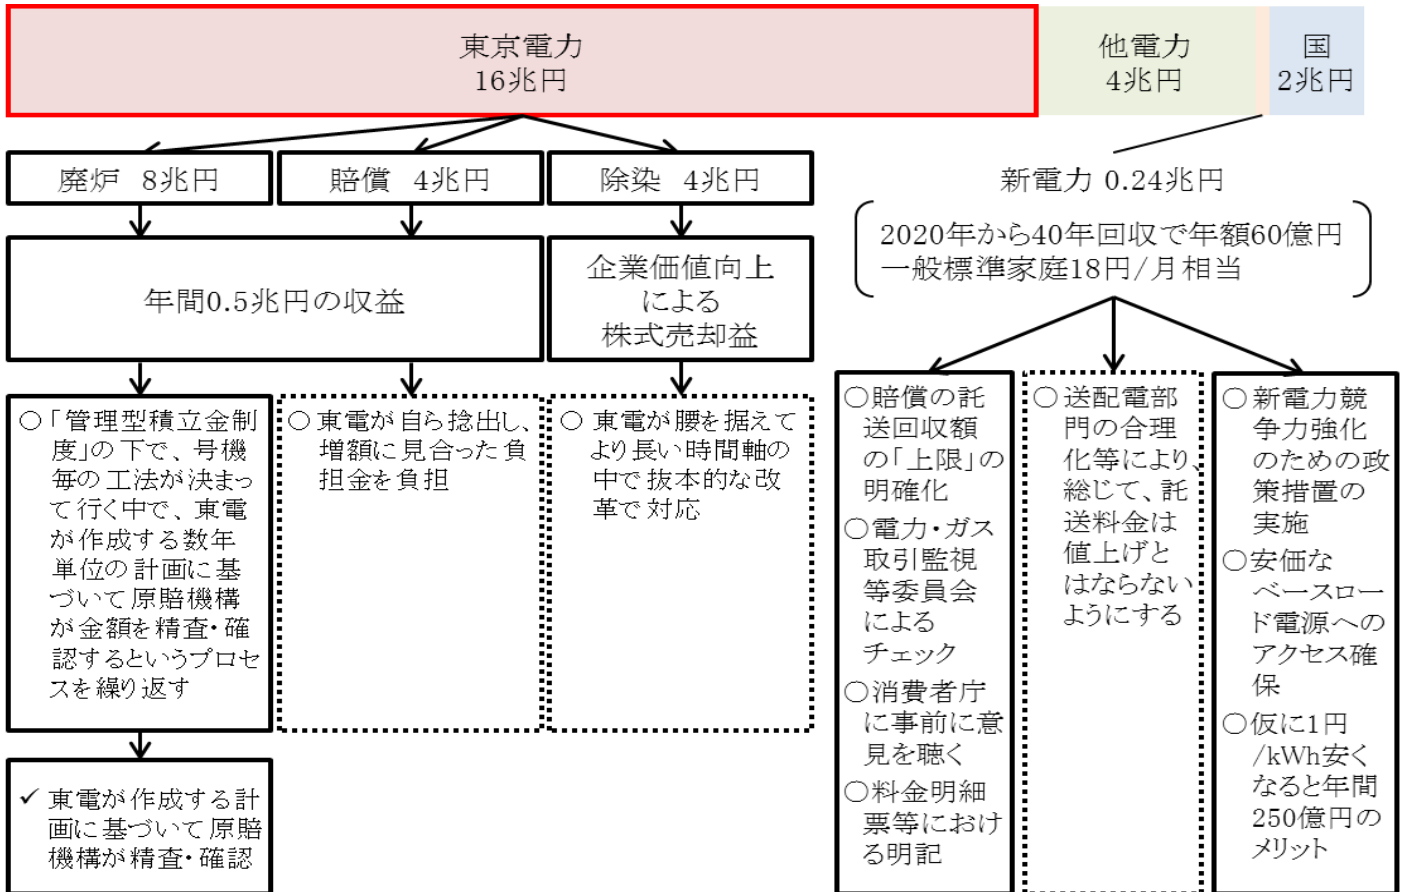 東京電力
16兆円
他電力
4兆円
国
2兆円
廃炉 8兆円
賠償 4兆円
除染 4兆円
新電力 0.24兆円
2020年から40年回収で年額60億円
一般標準家庭18円/月相当
年間0.5兆円の収益
企業価値向上
による
株式売却益
○「管理型積立金制
度」の下で、号機
毎の工法が決まっ
て行く中で、東電
が作成する数年
単位の計画に基
づいて原賠機構
が金額を精査・確
認するというプロセ
スを繰り返す
○ 東電が自ら捻出し、
増額に見合った負
担金を負担
○ 東電が腰を据えて
より長い時間軸の
中で抜本的な改
革で対応
○賠償の託
送回収額
の「上限」の
明確化
○電力・ガス
取引監視
等委員会
による
チェック
○消費者庁
に事前に意
見を聴く
○料金明細
票等におけ
る明記
○ 送配電部
門の合理
化等により、
総じて、託
送料金は
値上げと
はならない
ようにする
○新電力競
争力強化
のための政
策措置の
実施
○安価な
ベースロー
ド電源への
アクセス確
保
○仮に1円
/kWh安く
なると年間
250億円の
メリット
✓ 東電が作成する計
画に基づいて原賠
機構が精査・確認